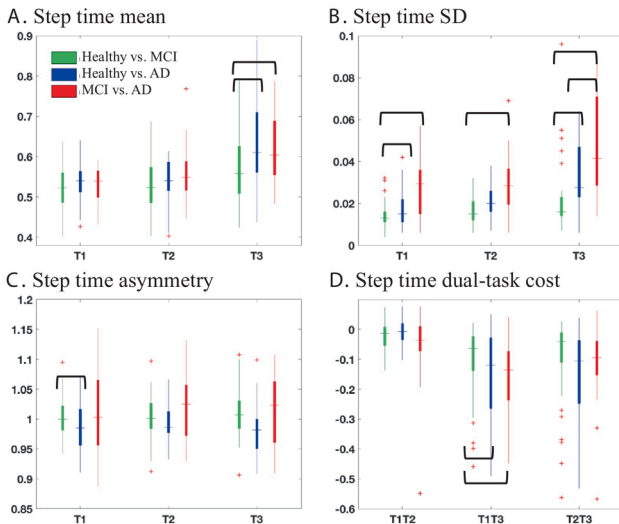 A. Step time mean
Healthy vs. MCI
Healthy vs. AD
MCI vs. AD
0.9
0.8
0.7
0.6
0.5
0.4
T1 T2 T3
B. Step time SD
0.1
0.08
0.06
0.04
0.02
0
T1 T2 T3
C. Step time asymmetry
1.2
1.15
1.1
1.05
1
0.95
0.9
0.85
T1 T2 T3
D. Step time dual-task cost
0
-0.1
-0.2
-0.3
-0.4
-0.5
-0.6
T1T2 T1T3 T2T3